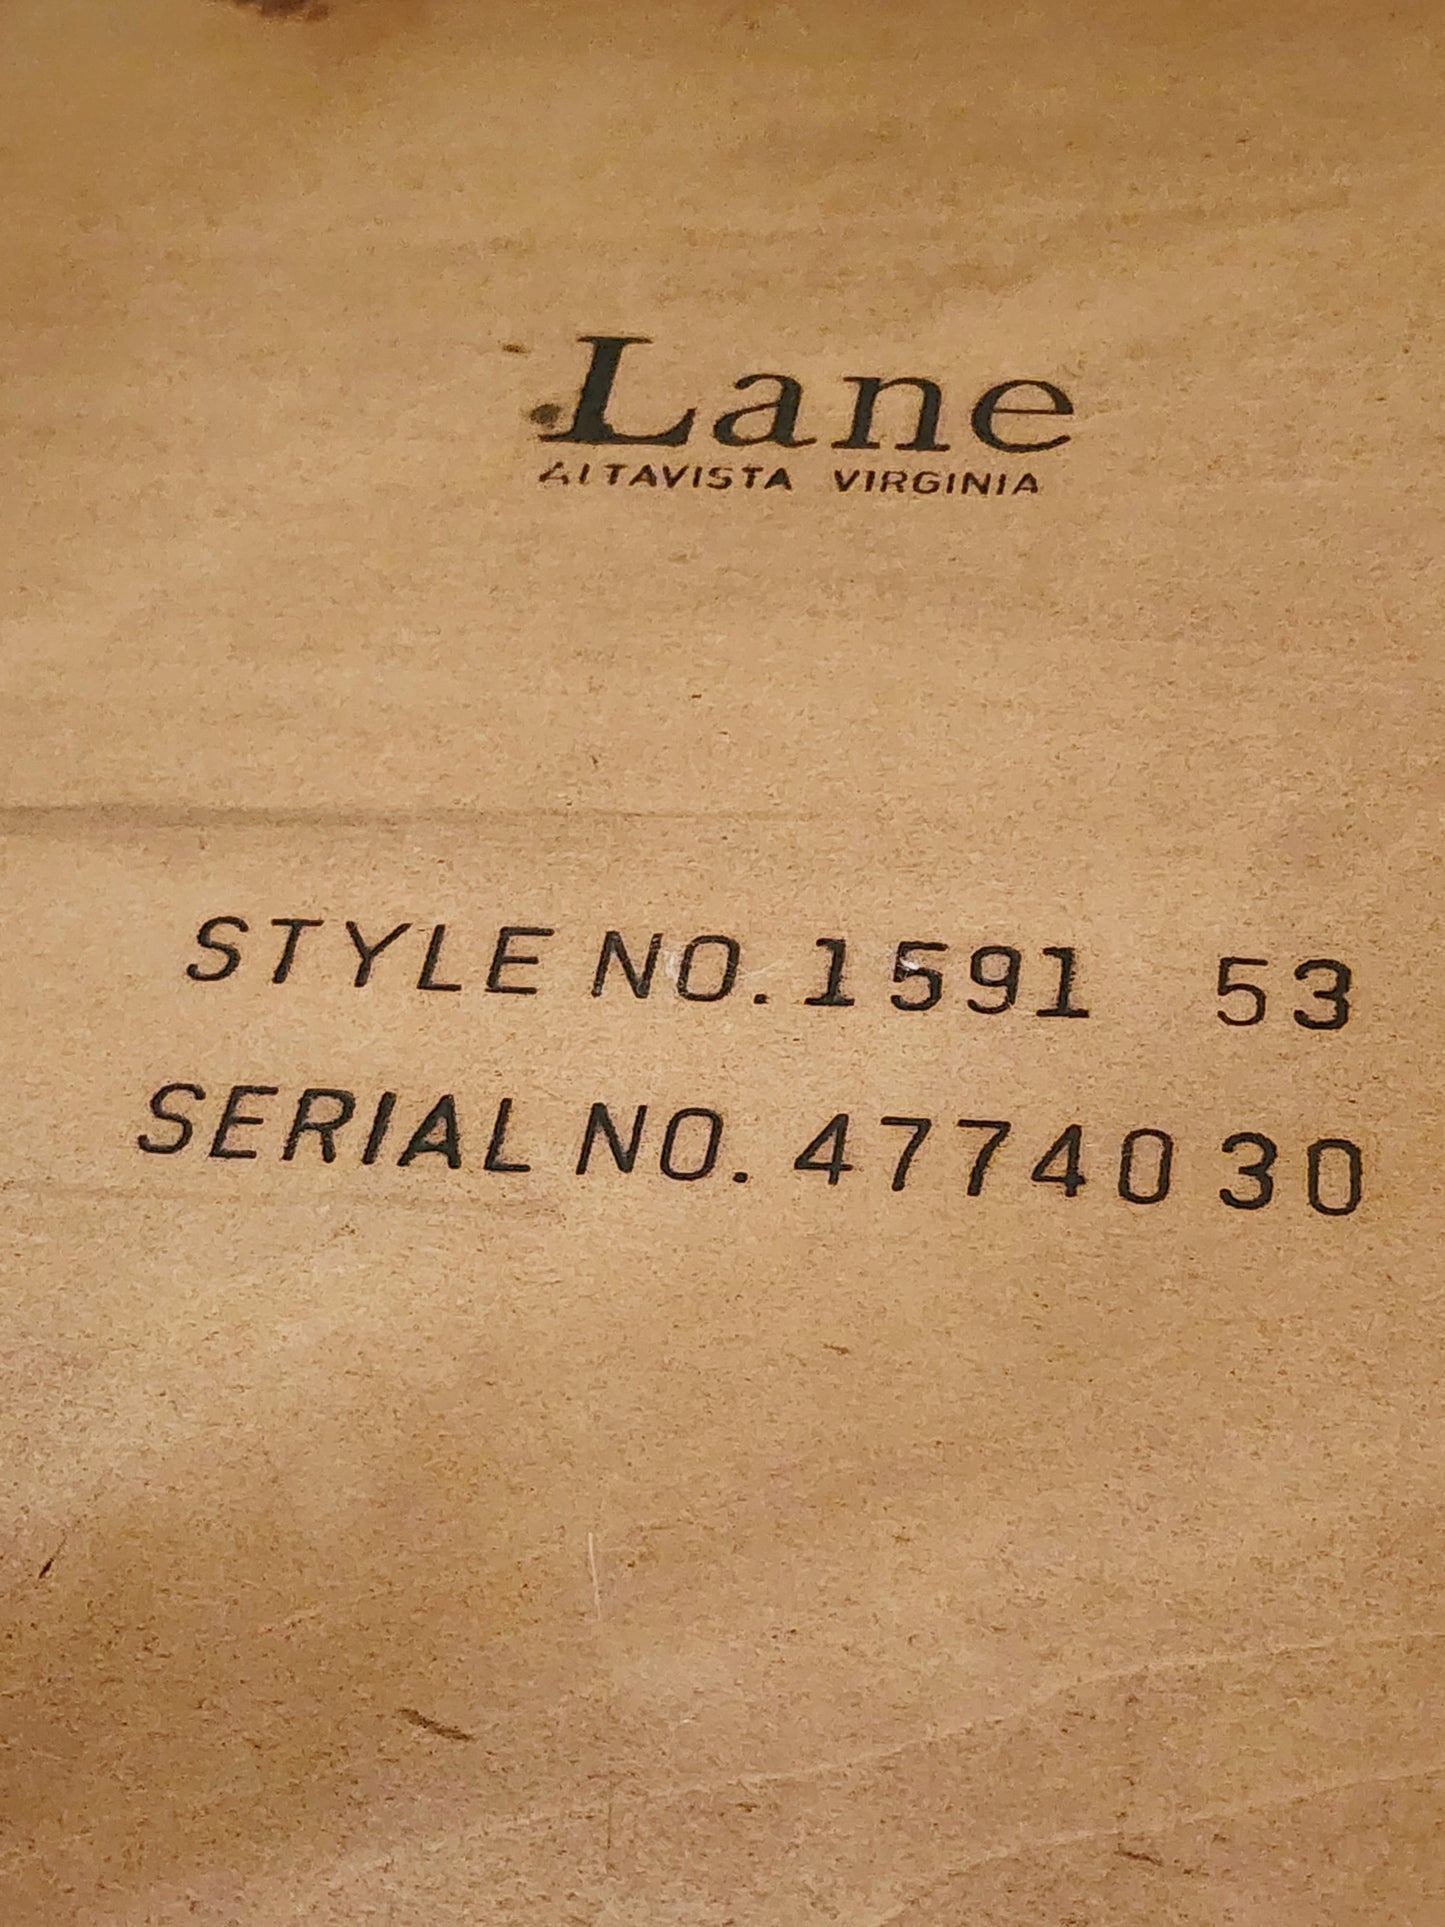 Lane
ALTAVISTA VIRGINIA
STYLE NO. 1591 53
SERIAL NO. 4774030